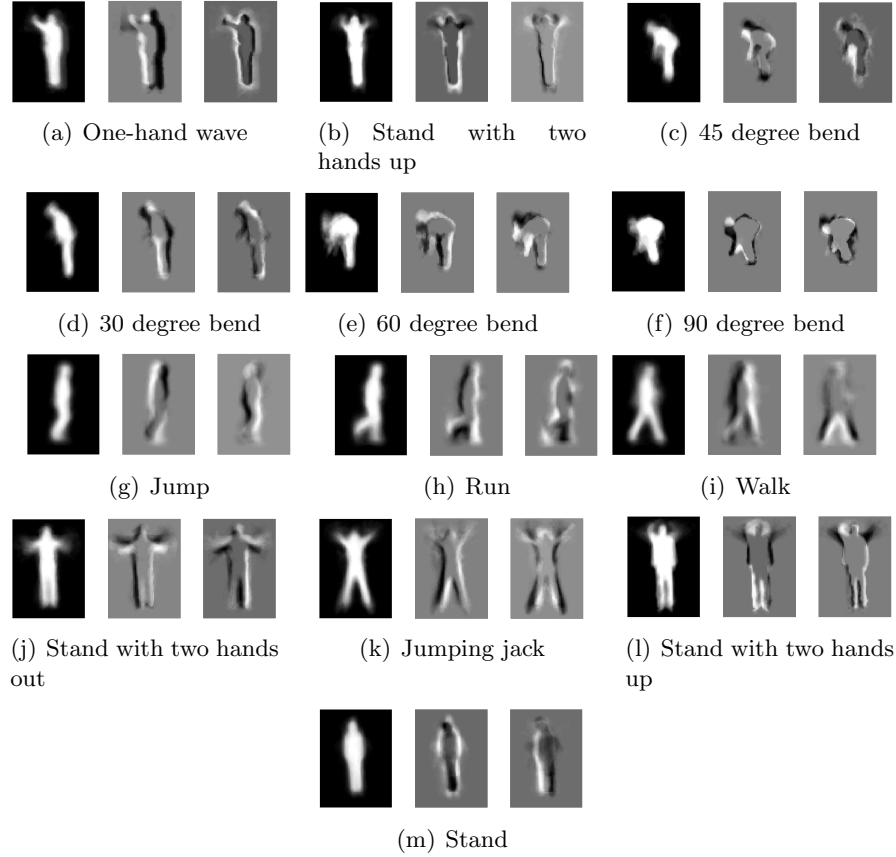 (a) One-hand wave
(b) Stand with two
hands up
(c) 45 degree bend
(d) 30 degree bend
(e) 60 degree bend
(f) 90 degree bend
(g) Jump
(h) Run
(i) Walk
(j) Stand with two hands
out
(k) Jumping jack
(l) Stand with two hands
up
(m) Stand